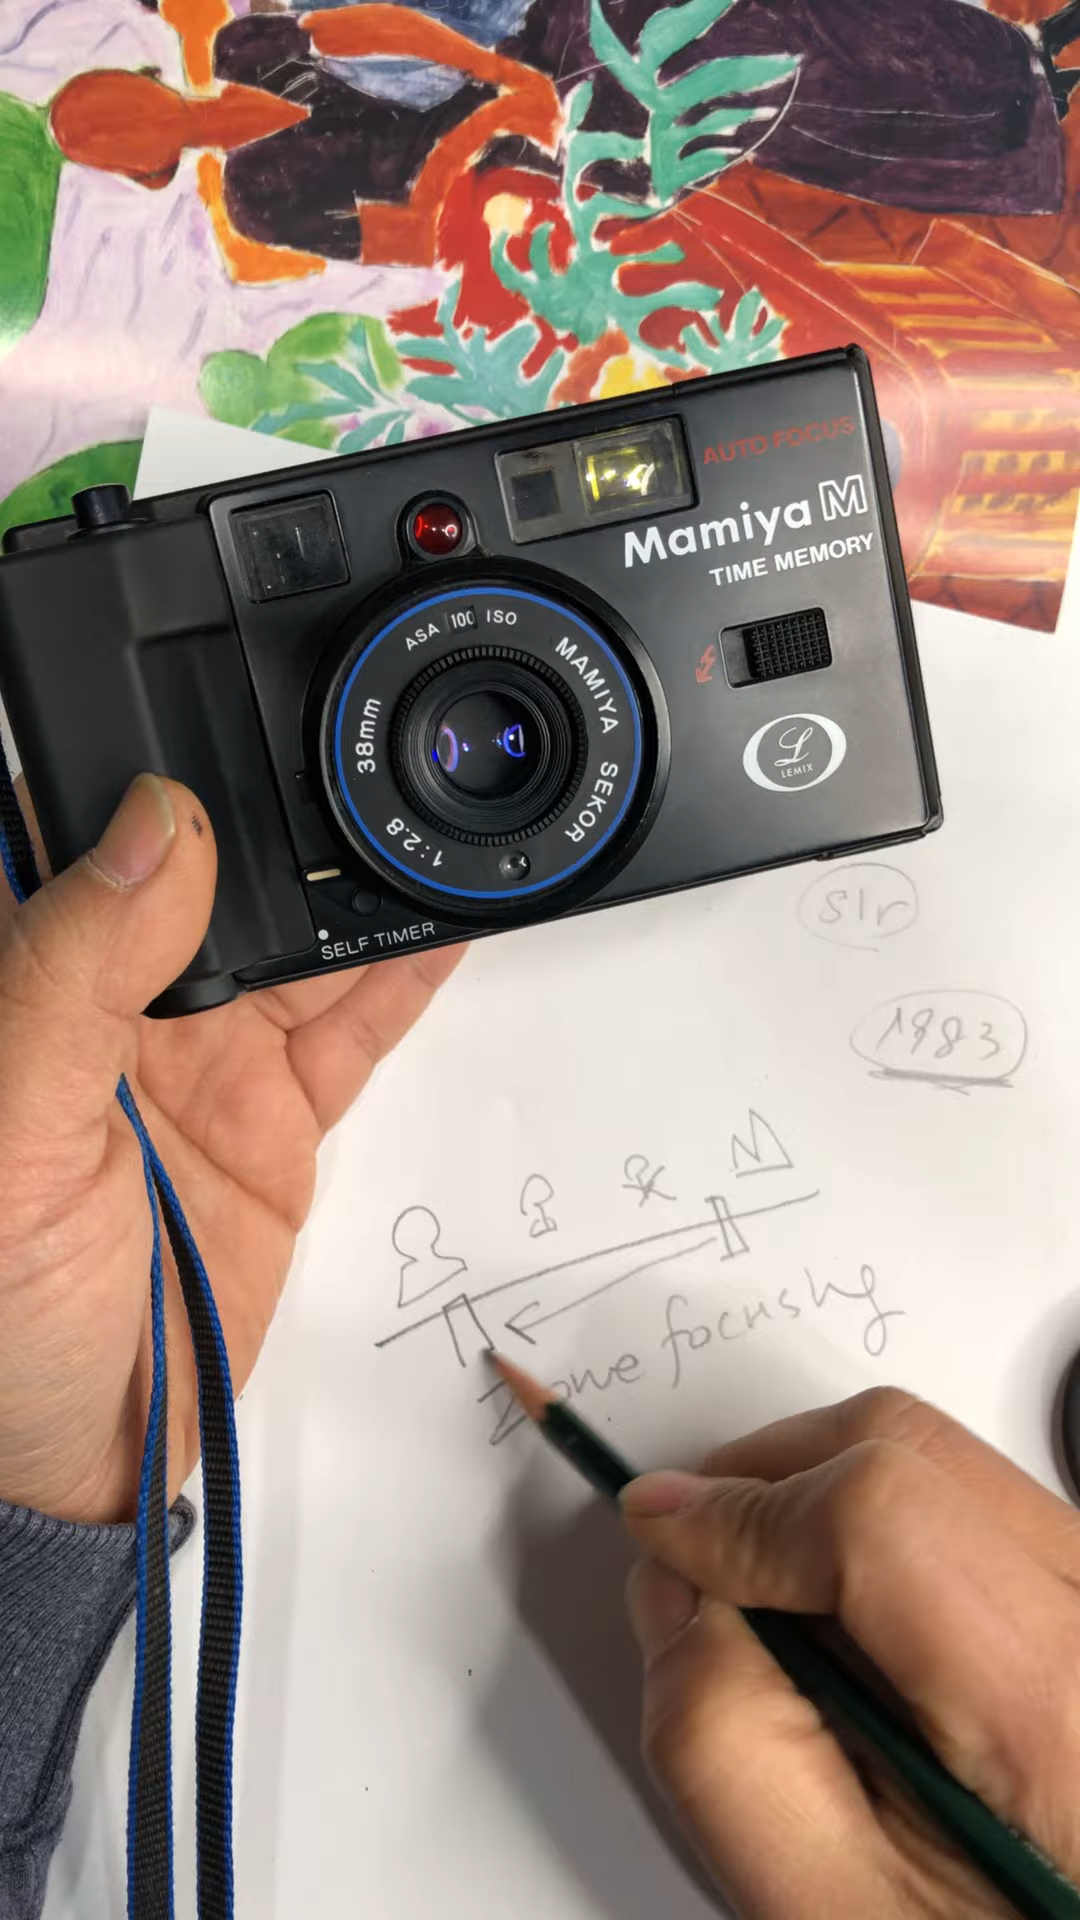 AUTO FOCUS
Mamiya M
TIME MEMORY
ASA 100 ISO
MAMIYA SEKOR
1:2.8
38mm
L
LEMIX
SELF TIMER
slr
1983
Zone focusing